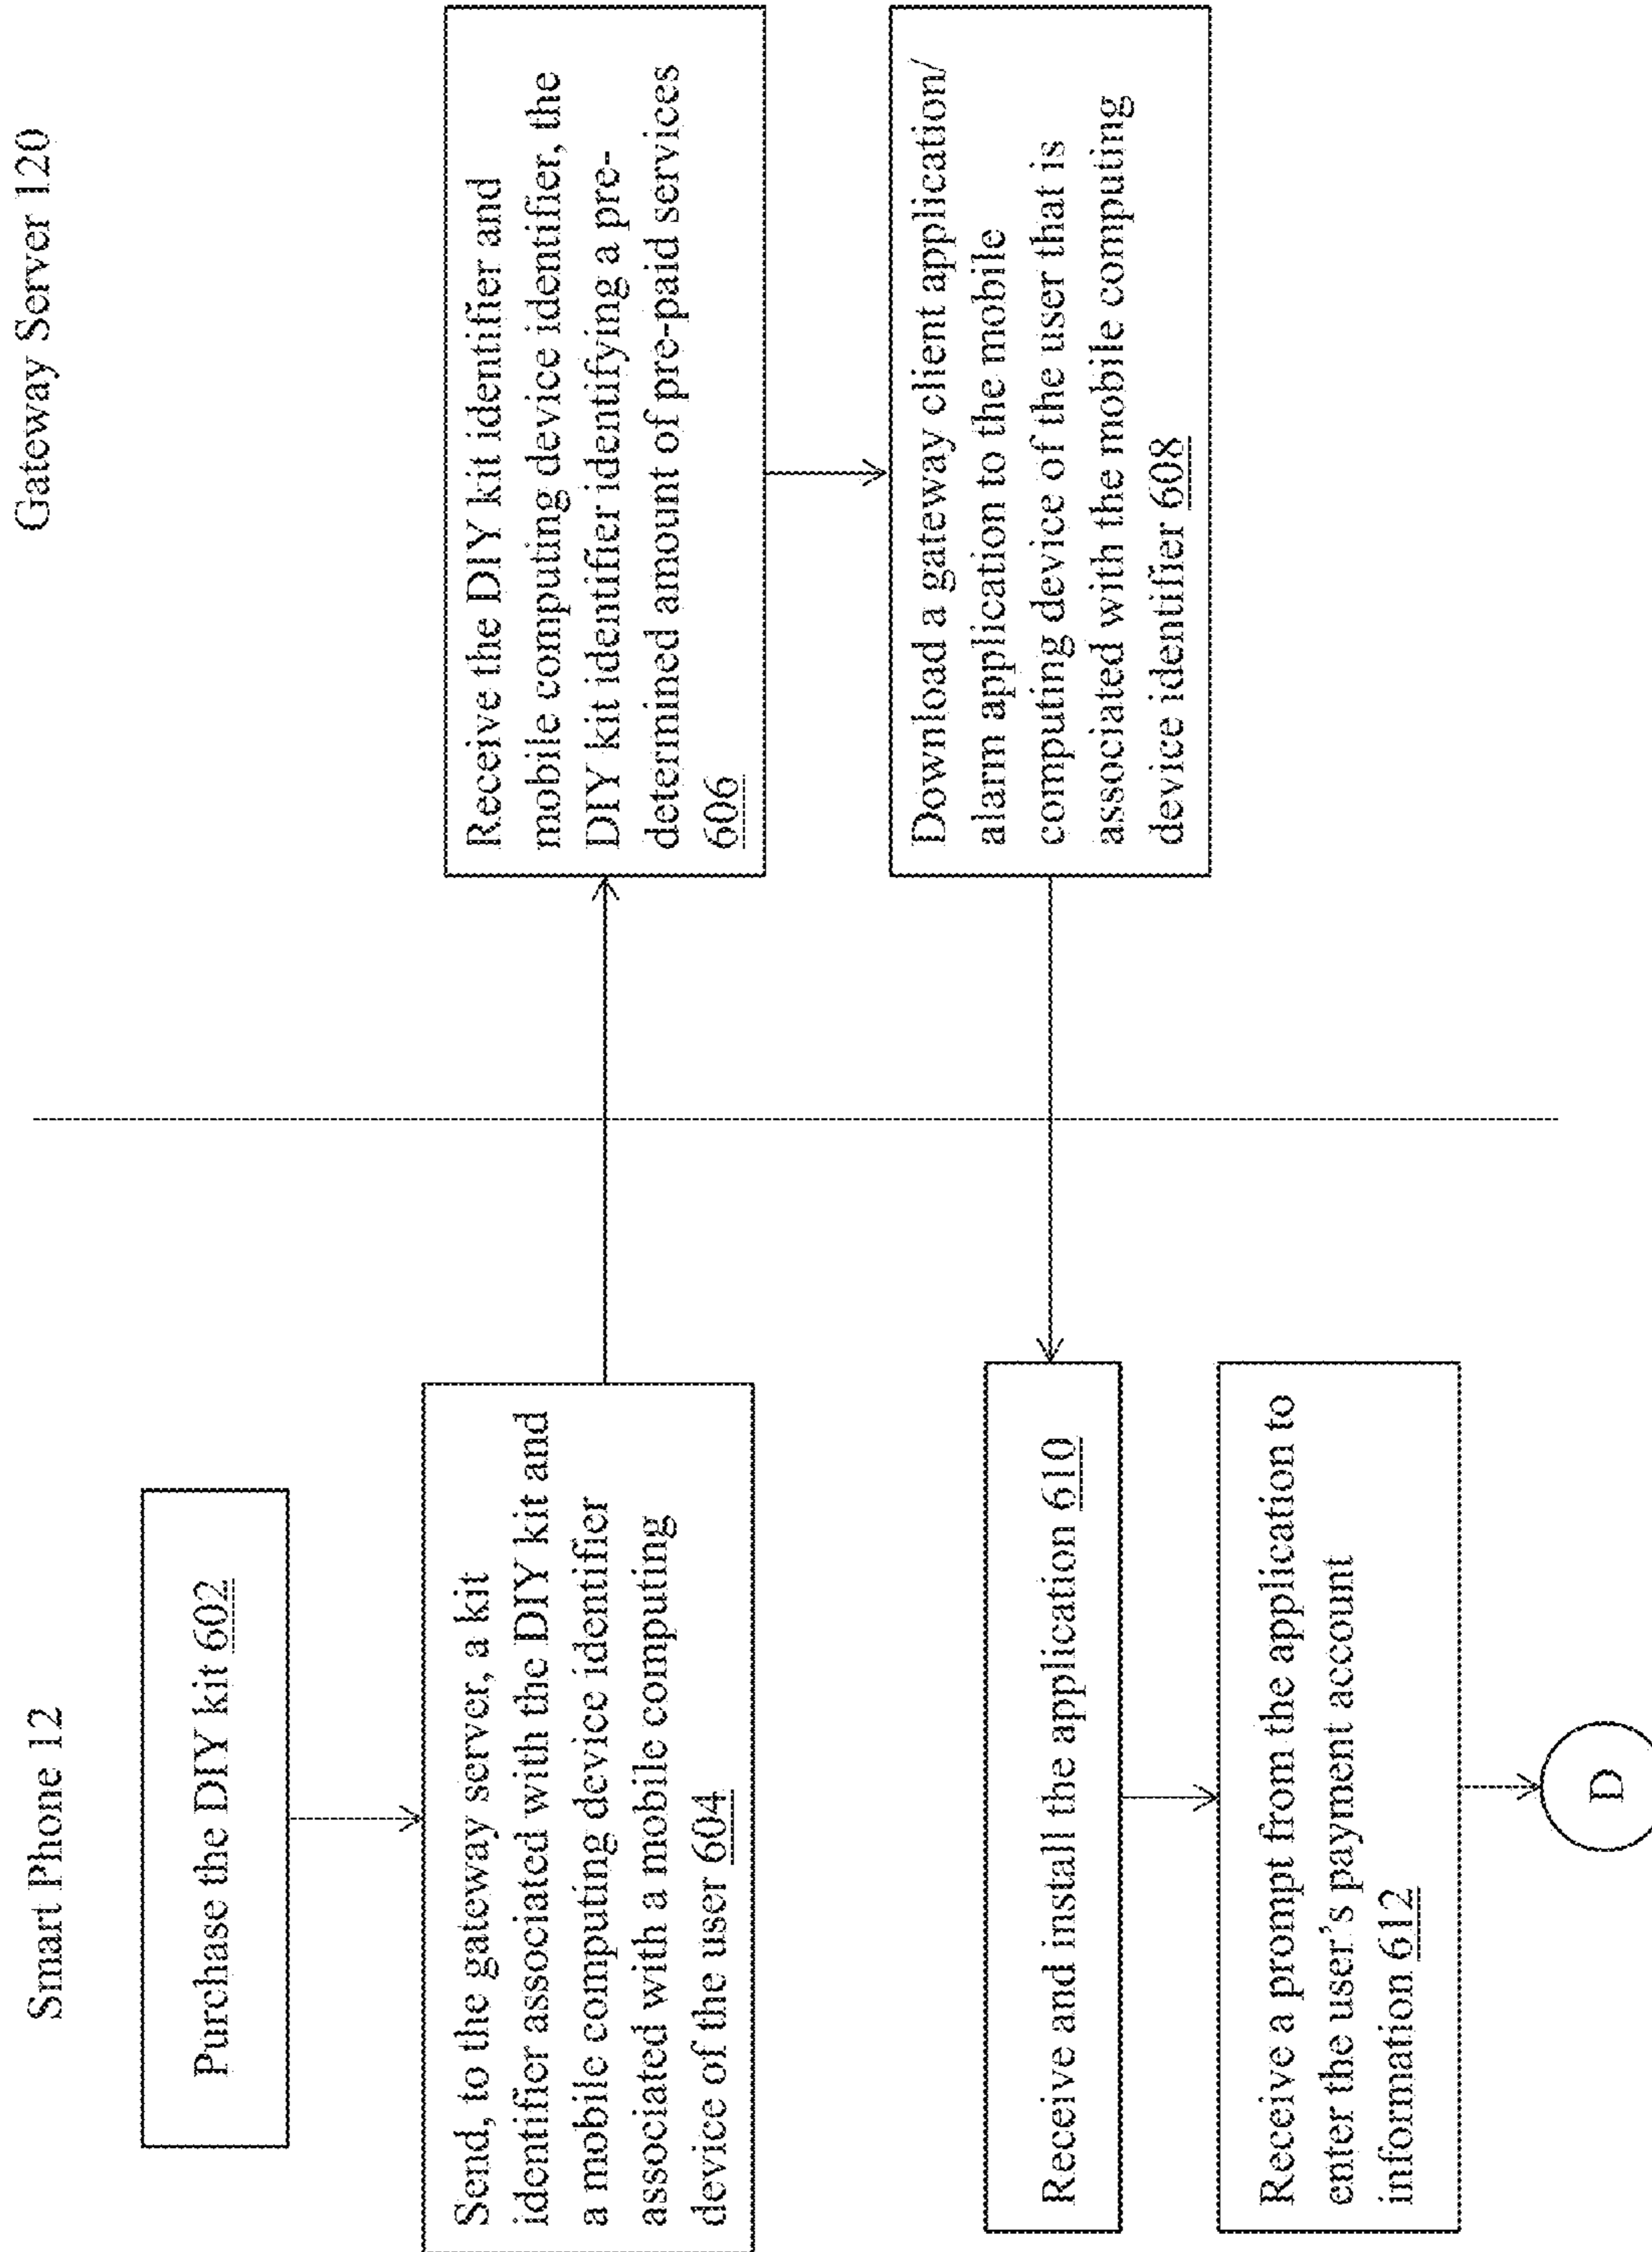 Smart Phone 12
Gateway Server 120
Purchase the DIY kit 602
Send, to the gateway server, a kit
identifier associated with the DIY kit and
a mobile computing device identifier
associated with a mobile computing
device of the user 604
Receive the DIY kit identifier and
mobile computing device identifier, the
DIY kit identifier identifying a pre-
determined amount of pre-paid services
606
Download a gateway client application/
alarm application to the mobile
computing device of the user that is
associated with the mobile computing
device identifier 608
Receive and install the application 610
Receive a prompt from the application to
enter the user's payment account
information 612
D